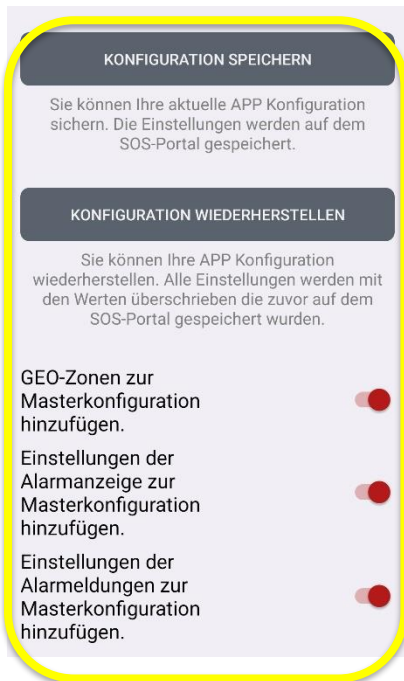 KONFIGURATION SPEICHERN
Sie können Ihre aktuelle APP Konfiguration
sichern. Die Einstellungen werden auf dem
SOS-Portal gespeichert.
KONFIGURATION WIEDERHERSTELLEN
Sie können Ihre APP Konfiguration
wiederherstellen. Alle Einstellungen werden mit
den Werten überschrieben die zuvor auf dem
SOS-Portal gespeichert wurden.
GEO-Zonen zur
Masterkonfiguration
hinzufügen.
Einstellungen der
Alarmanzeige zur
Masterkonfiguration
hinzufügen.
Einstellungen der
Alarmeldungen zur
Masterkonfiguration
hinzufügen.